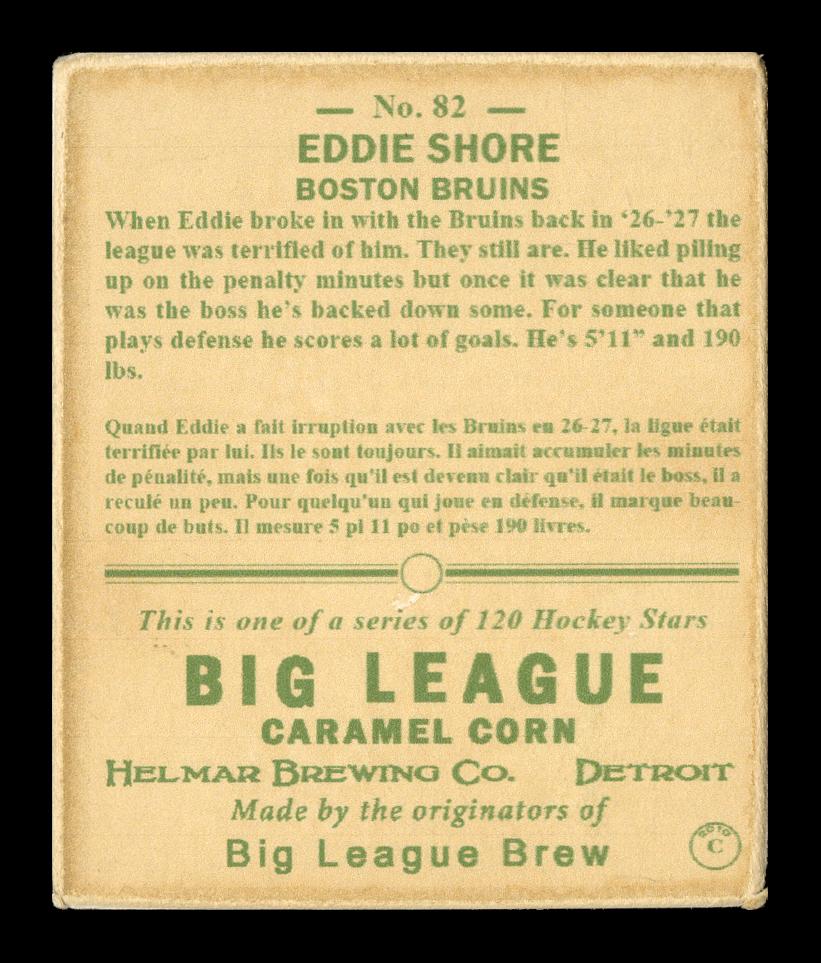 — No. 82 —
EDDIE SHORE
BOSTON BRUINS
When Eddie broke in with the Bruins back in ‘26-’27 the
league was terrified of him. They still are. He liked piling
up on the penalty minutes but once it was clear that he
was the boss he’s backed down some. For someone that
plays defense he scores a lot of goals. He’s 5’11” and 190
lbs.
Quand Eddie a fait irruption avec les Bruins en 26-27, la ligue était
terrifiée par lui. Ils le sont toujours. Il aimait accumuler les minutes
de pénalité, mais une fois qu'il est devenu clair qu'il était le boss, il a
reculé un peu. Pour quelqu'un qui joue en défense, il marque beau-
coup de buts. Il mesure 5 pi 11 po et pèse 190 livres.
This is one of a series of 120 Hockey Stars
BIG LEAGUE
CARAMEL CORN
HELMAR BREWING CO. DETROIT
Made by the originators of
Big League Brew
2010
C